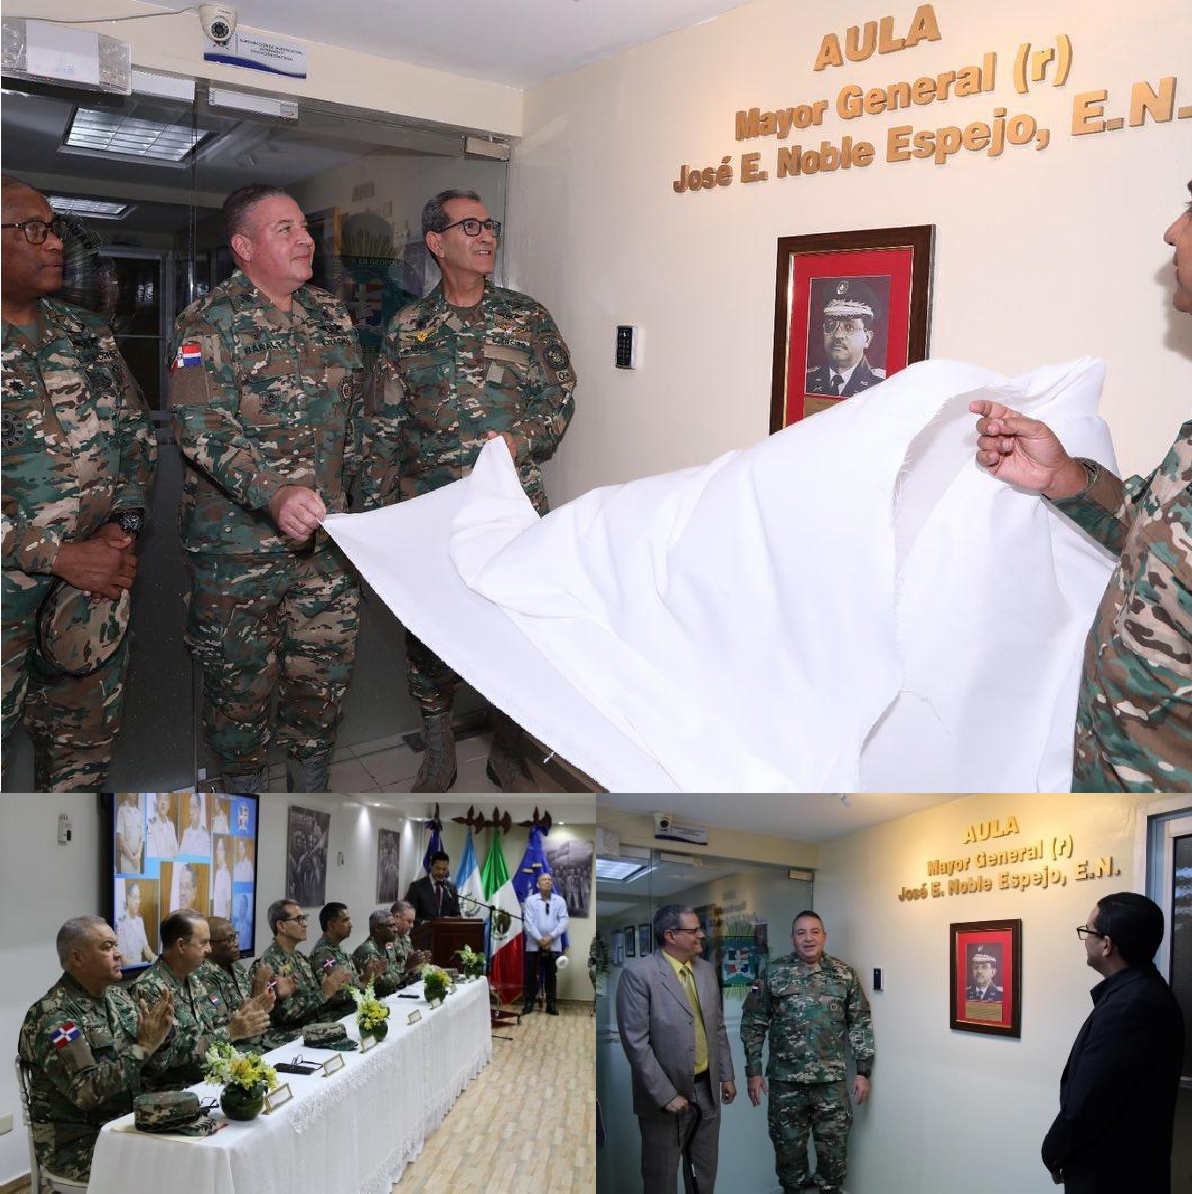 AULA
Mayor General (r)
José E. Noble Espejo, E.N.
AULA
Mayor General (r)
José E. Noble Espejo, E.N.